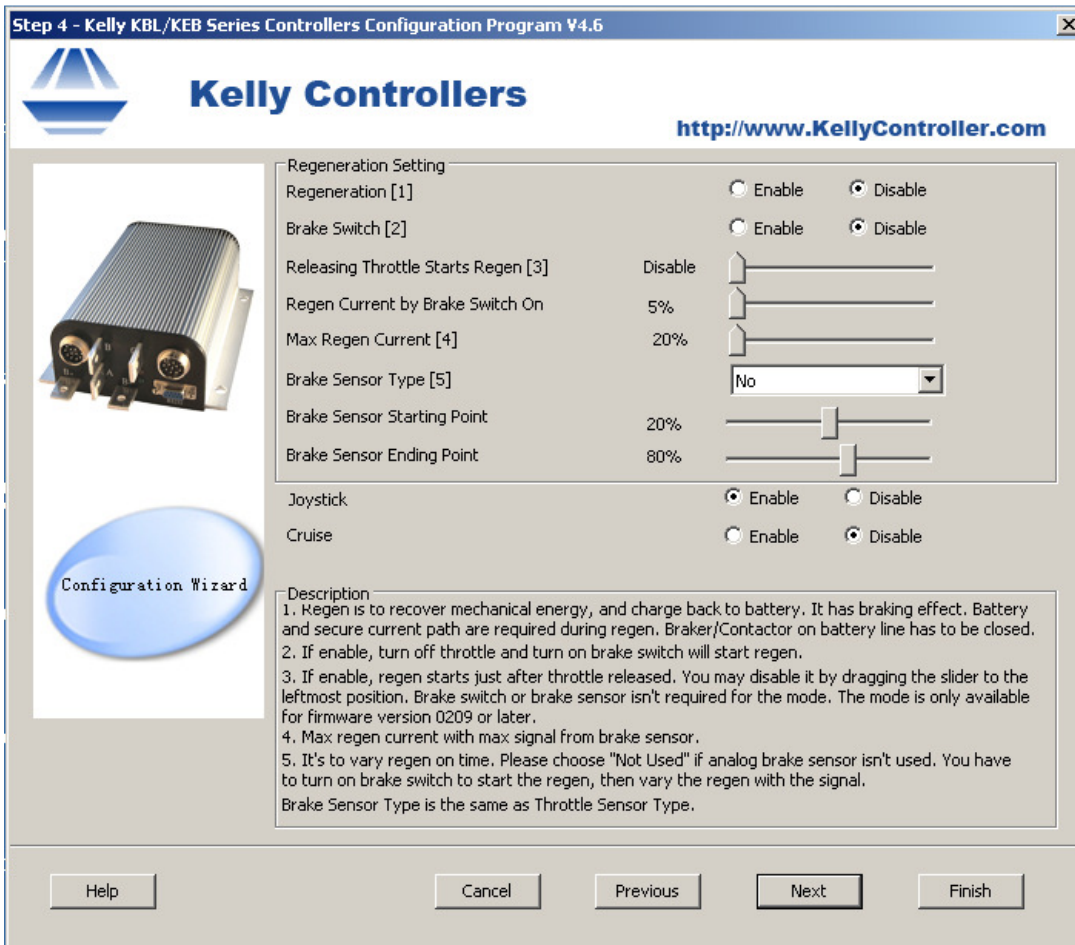 Step 4 - Kelly KBL/KEB Series Controllers Configuration Program V4.6
Kelly Controllers
http://www.KellyController.com
Regeneration Setting
Regeneration [1] Enable Disable
Brake Switch [2] Enable Disable
Releasing Throttle Starts Regen [3] Disable
Regen Current by Brake Switch On 5%
Max Regen Current [4] 20%
Brake Sensor Type [5] No
Brake Sensor Starting Point 20%
Brake Sensor Ending Point 80%
Joystick Enable Disable
Cruise Enable Disable
Configuration Wizard
Description
1. Regen is to recover mechanical energy, and charge back to battery. It has braking effect. Battery
and secure current path are required during regen. Braker/Contactor on battery line has to be closed.
2. If enable, turn off throttle and turn on brake switch will start regen.
3. If enable, regen starts just after throttle released. You may disable it by dragging the slider to the
leftmost position. Brake switch or brake sensor isn't required for the mode. The mode is only available
for firmware version 0209 or later.
4. Max regen current with max signal from brake sensor.
5. It's to vary regen on time. Please choose "Not Used" if analog brake sensor isn't used. You have
to turn on brake switch to start the regen, then vary the regen with the signal.
Brake Sensor Type is the same as Throttle Sensor Type.
Help Cancel Previous Next Finish